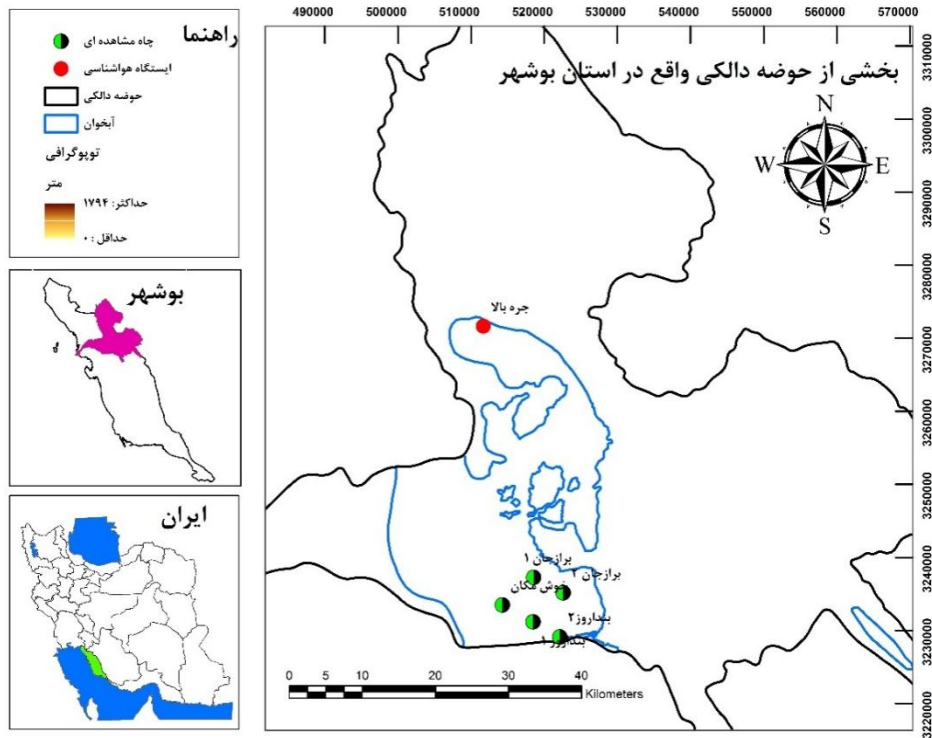 راهنما
چاه مشاهده ای
ایستگاه هواشناسی
حوضه دالکی
آبخوان
توپوگرافی
متر
حداکثر: ۱۷۹۴
حداقل : ۰
بوشهر
ایران
490000 500000 510000 520000 530000 540000 550000 560000 570000
بخشی از حوضه دالکی واقع در استان بوشهر
N
W E
S
جره بالا
برازجان ۱
برازجان ۲
خوش مکان
بنداروز۲
بنداروز۱
0 5 10 20 30 40
Kilometers
3310000
3300000
3290000
3280000
3270000
3260000
3250000
3240000
3230000
3220000